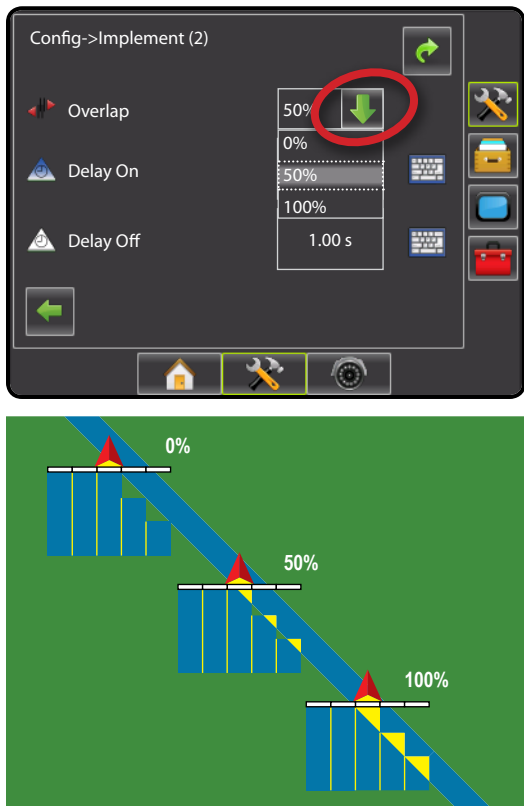 Config->Implement (2)
Overlap
50%
0%
50%
100%
Delay On
Delay Off
1.00 s
0%
50%
100%